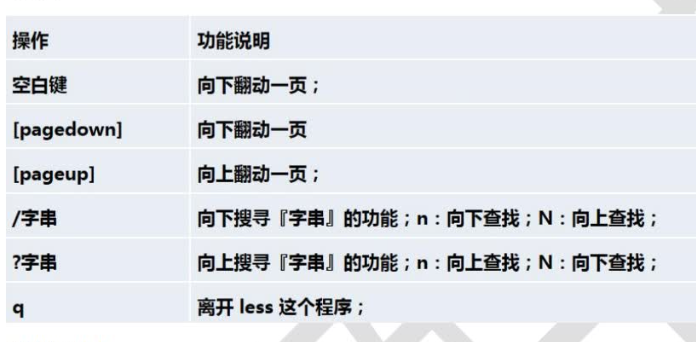 操作 功能说明
空白键 向下翻动一页；
[pagedown] 向下翻动一页
[pageup] 向上翻动一页；
/字串 向下搜寻『字串』的功能；n：向下查找；N：向上查找；
?字串 向上搜寻『字串』的功能；n：向上查找；N：向下查找；
q 离开 less 这个程序；